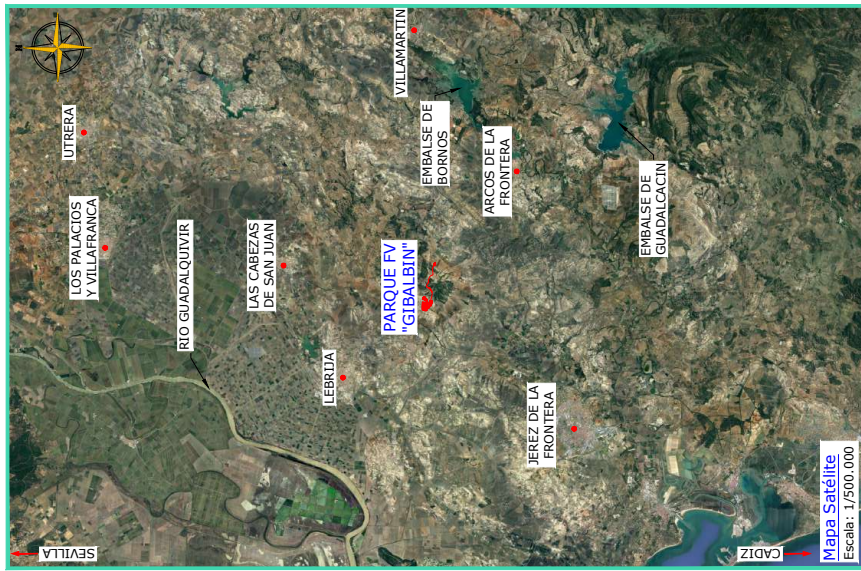 N
UTRERA
LOS PALACIOS
Y VILLAFRANCA
RIO GUADALQUIVIR
LAS CABEZAS
DE SAN JUAN
LEBRIJA
SEVILLA
VILLAMARTIN
EMBALSE DE
BORNOS
ARCOS DE LA
FRONTERA
EMBALSE DE
GUADALCACIN
PARQUE FV
"GIBALBIN"
JEREZ DE LA
FRONTERA
CADIZ
Mapa Satélite
Escala: 1/500.000